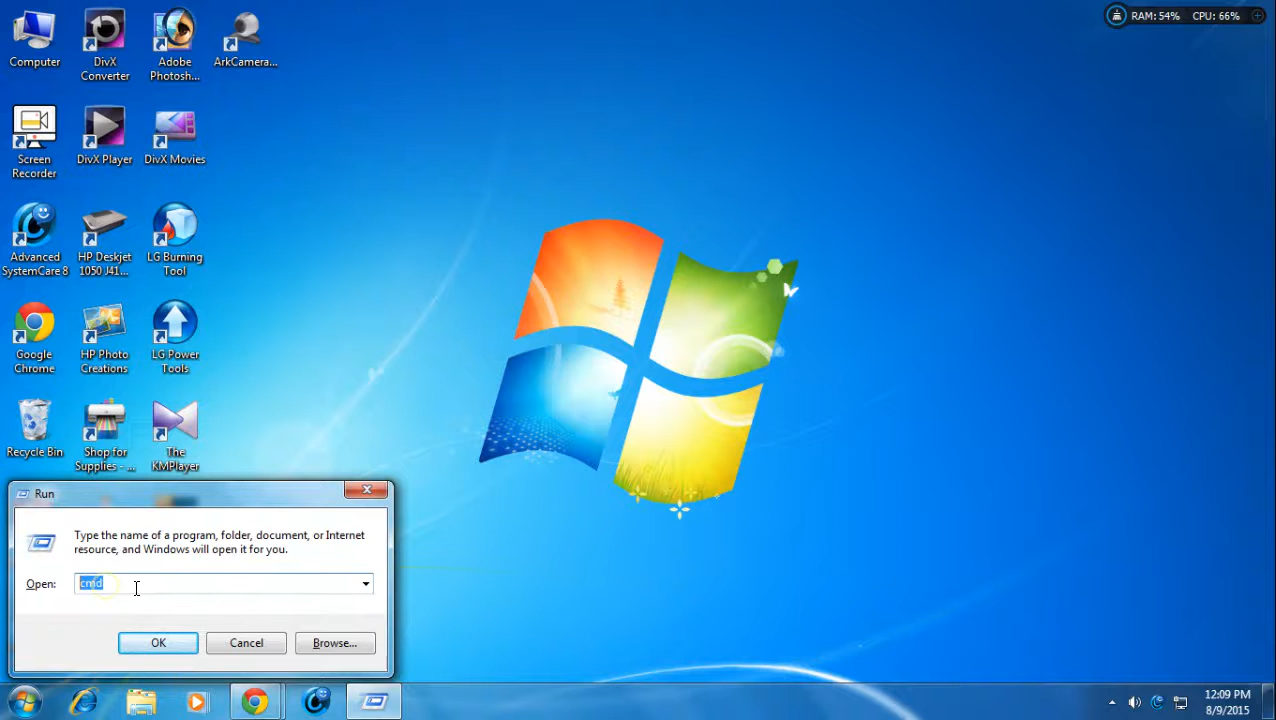 RAM: 54% CPU: 66%
Computer
DivX
Converter
Adobe
Photosh...
ArkCamera...
Screen
Recorder
DivX Player
DivX Movies
Advanced
SystemCare 8
HP Deskjet
1050 J41...
LG Burning
Tool
Google
Chrome
HP Photo
Creations
LG Power
Tools
Recycle Bin
Shop for
Supplies - ...
The
KMPlayer
Run
Type the name of a program, folder, document, or Internet
resource, and Windows will open it for you.
Open: cmd
OK Cancel Browse...
12:09 PM
8/9/2015